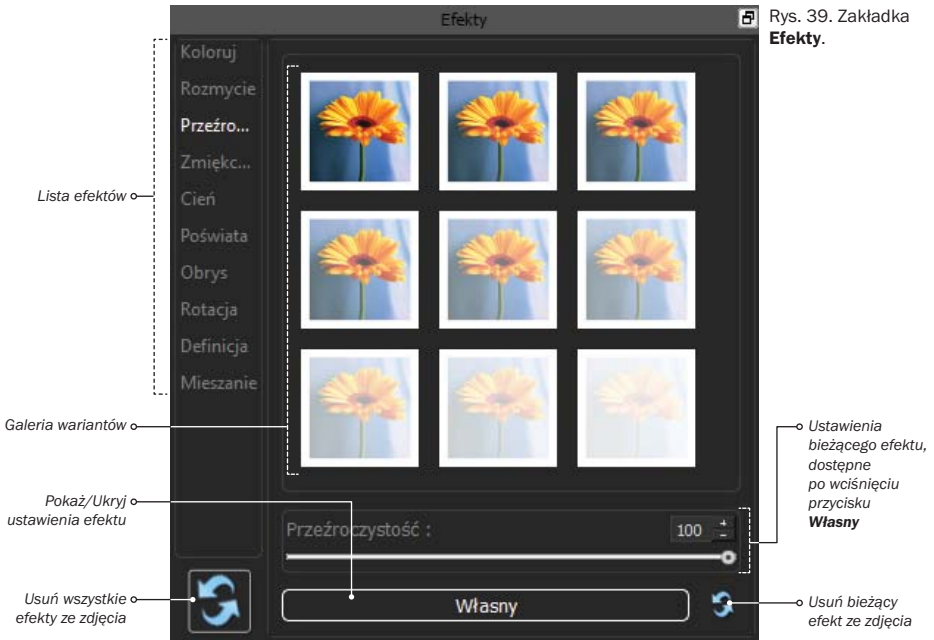 Efekty
Rys. 39. Zakładka
Efekty.
Koloruj
Rozmycie
Przeźro...
Zmiękc...
Cień
Poświata
Obrys
Rotacja
Definicja
Mieszanie
Lista efektów
Galeria wariantów
Pokaż/Ukryj
ustawienia efektu
Usuń wszystkie
efekty ze zdjęcia
Przeźroczystość :
100
+
-
Własny
Ustawienia
bieżącego efektu,
dostępne
po wciśnięciu
przycisku
Własny
Usuń bieżący
efekt ze zdjęcia